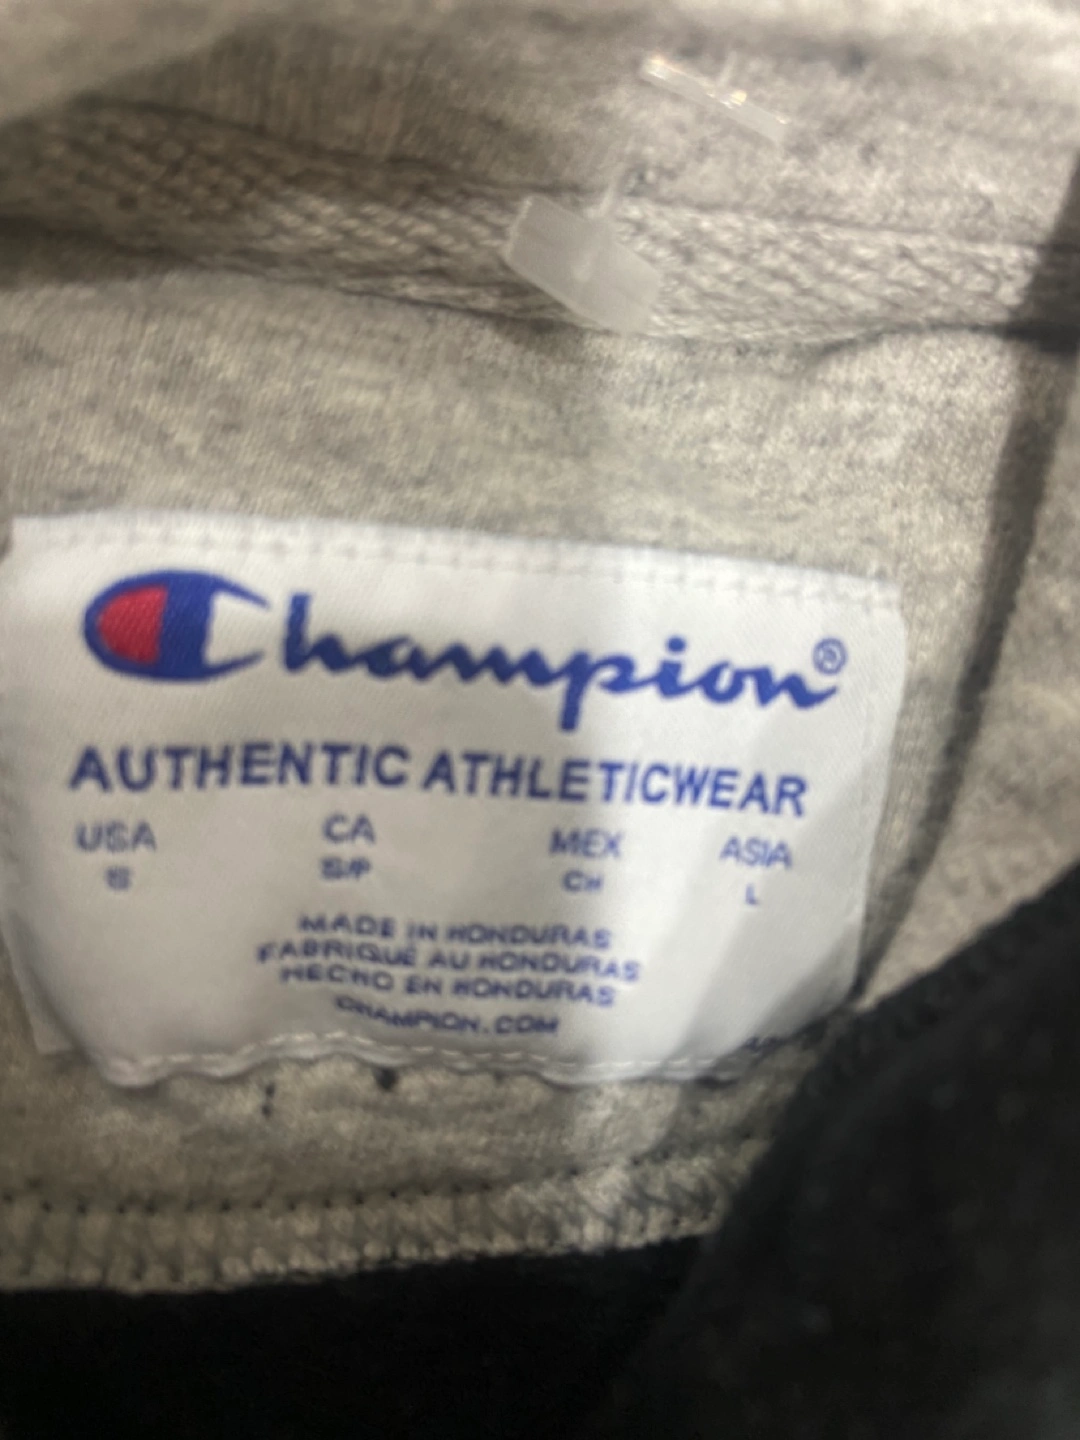 Champion®
AUTHENTIC ATHLETICWEAR
USA CA MEX ASIA
S S/P CH L
MADE IN HONDURAS
FABRIQUÉ AU HONDURAS
HECHO EN HONDURAS
CHAMPION.COM